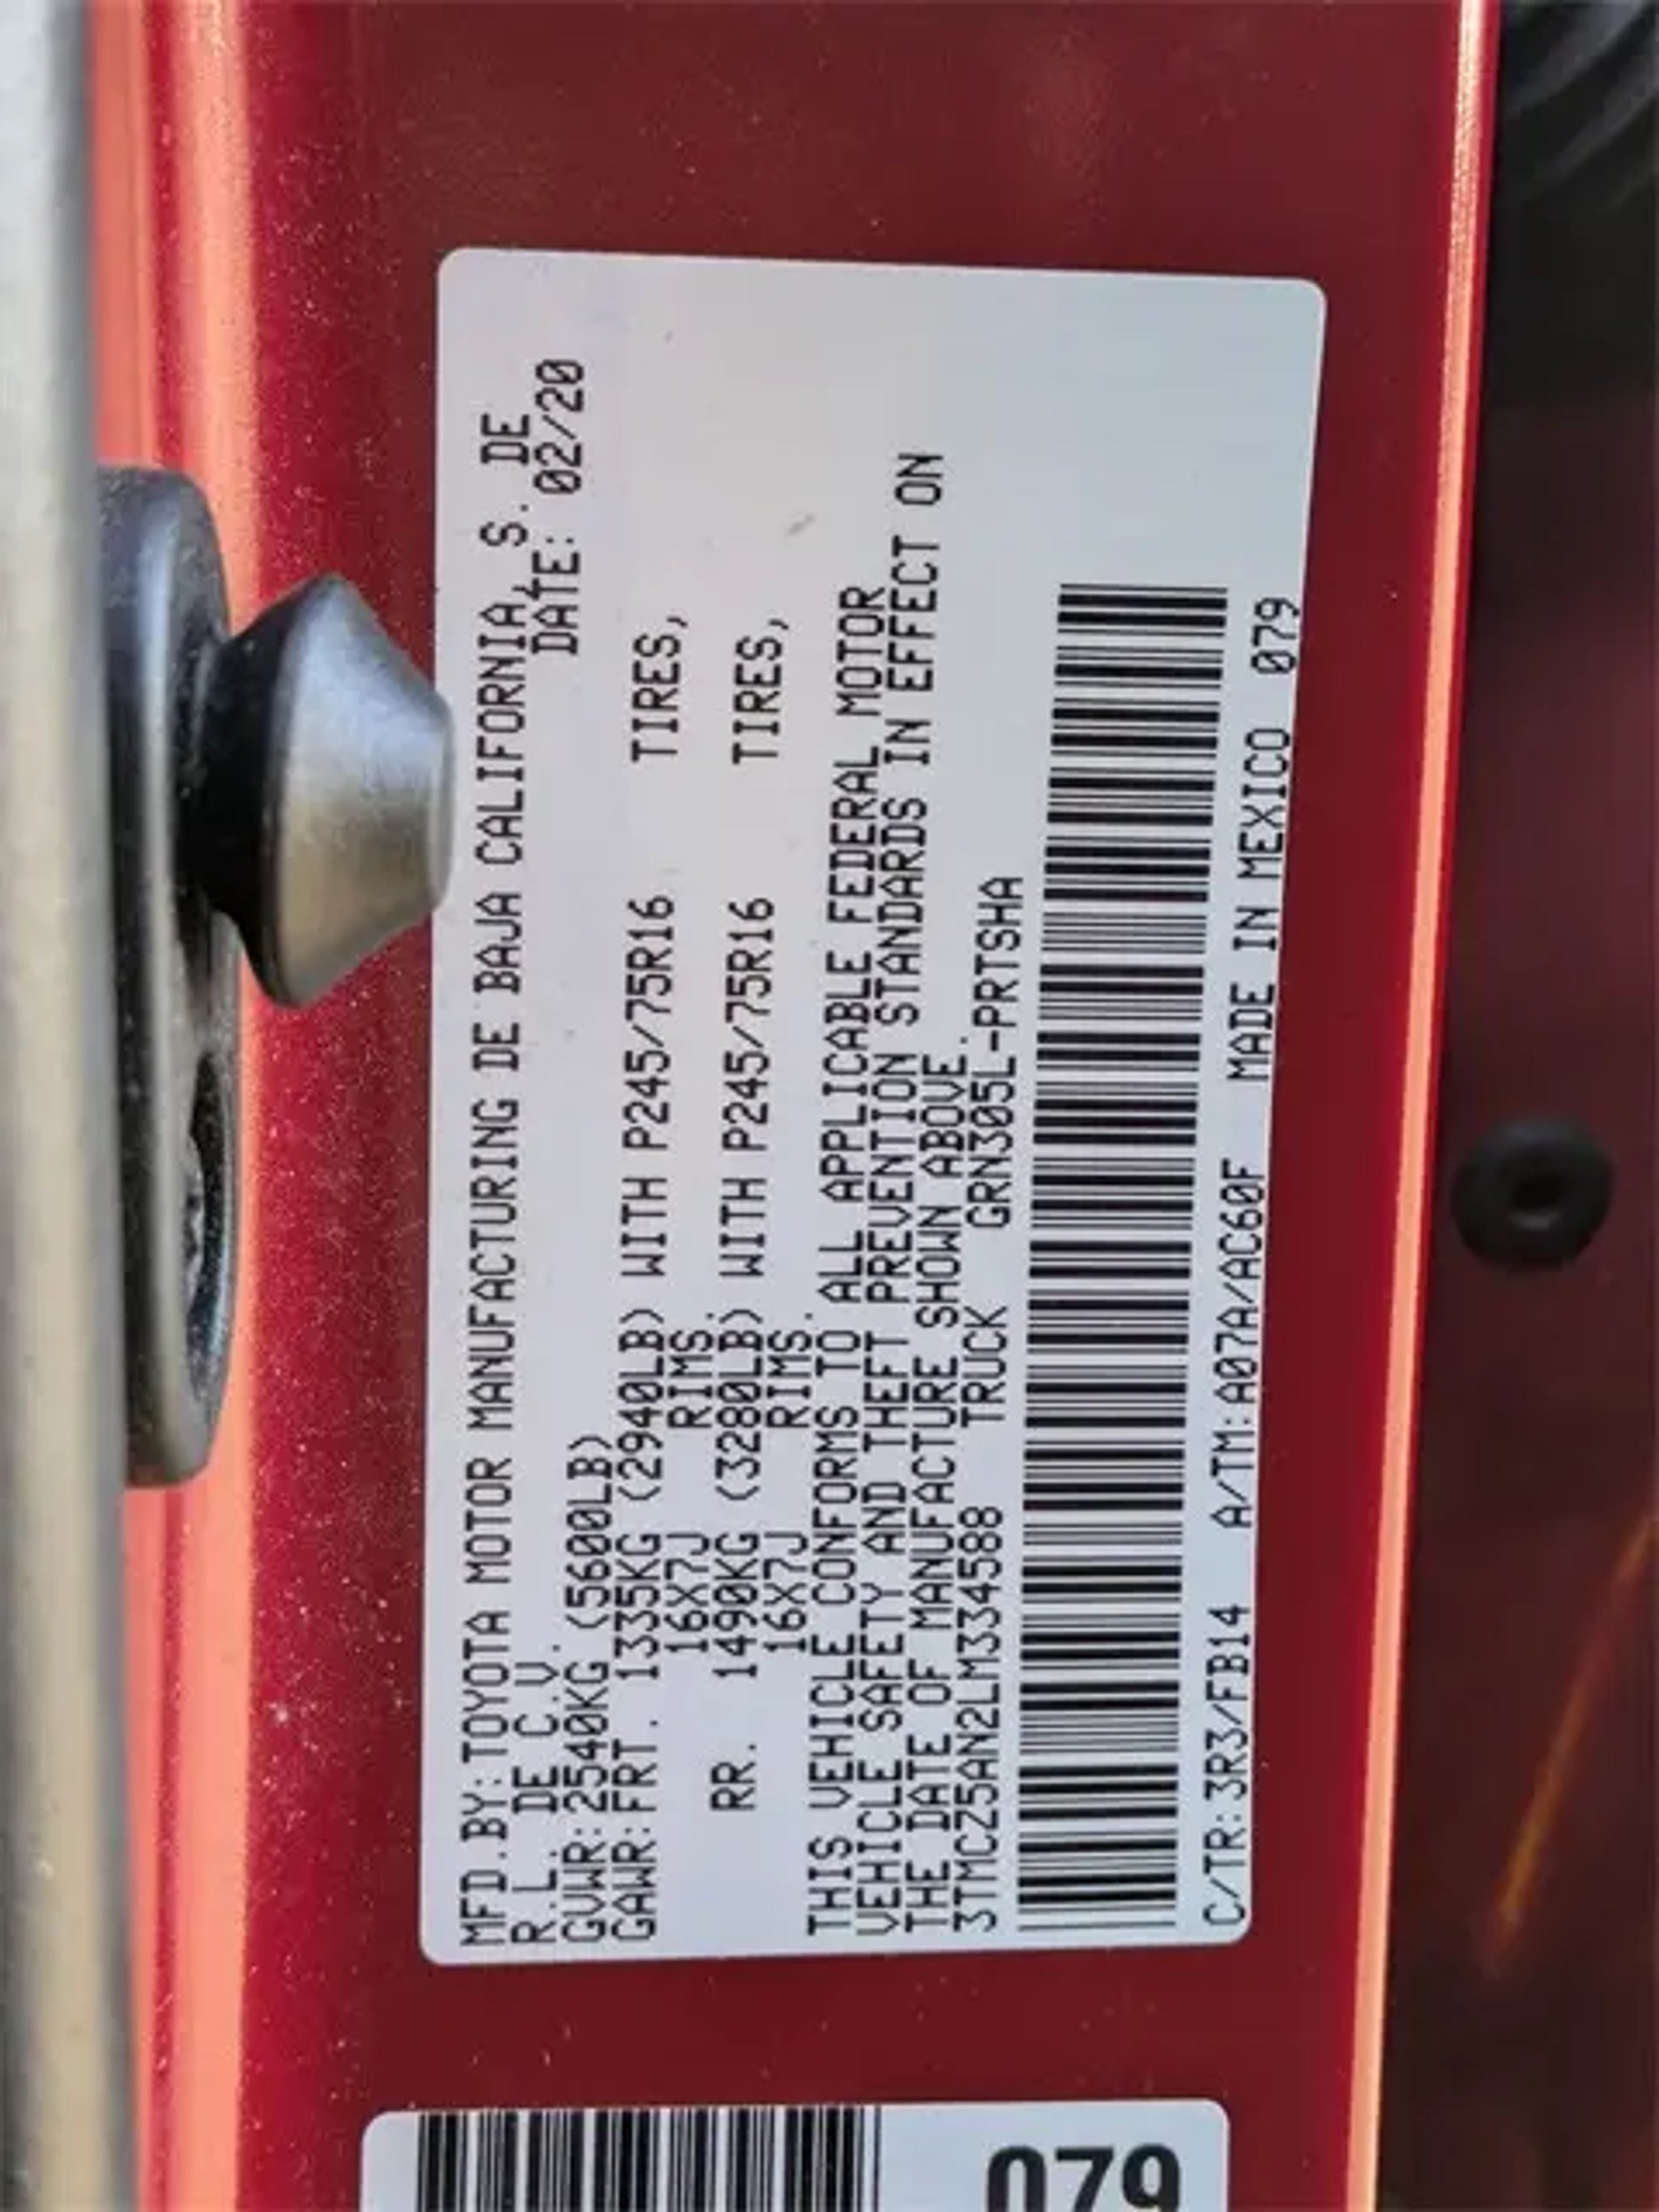 MFD.BY:TOYOTA MOTOR MANUFACTURING DE BAJA CALIFORNIA, S. DE
R.L. DE C.V. DATE: 02/20
GVWR:2540KG (5600LB)
GAWR:FRT. 1335KG (2940LB) WITH P245/75R16 TIRES,
16X7J RIMS.
RR. 1490KG (3280LB) WITH P245/75R16 TIRES,
16X7J RIMS.
THIS VEHICLE CONFORMS TO ALL APPLICABLE FEDERAL MOTOR
VEHICLE SAFETY AND THEFT PREVENTION STANDARDS IN EFFECT ON
THE DATE OF MANUFACTURE SHOWN ABOVE.
3TMCZ5AN2LM334588 TRUCK GRN305L-PRTSHA
C/TR:3R3/FB14 A/TM:A07A/AC60F MADE IN MEXICO 079
079